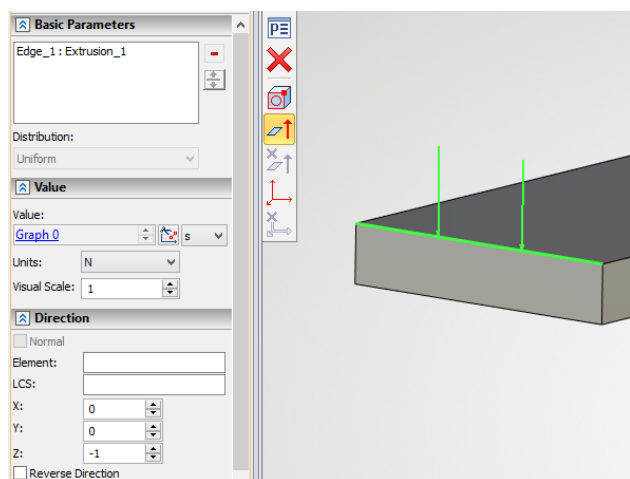 Basic Parameters
Edge_1 : Extrusion_1
Distribution:
Uniform
Value
Value:
Graph 0
s
Units:
N
Visual Scale:
1
Direction
Normal
Element:
LCS:
X:
0
Y:
0
Z:
-1
Reverse Direction